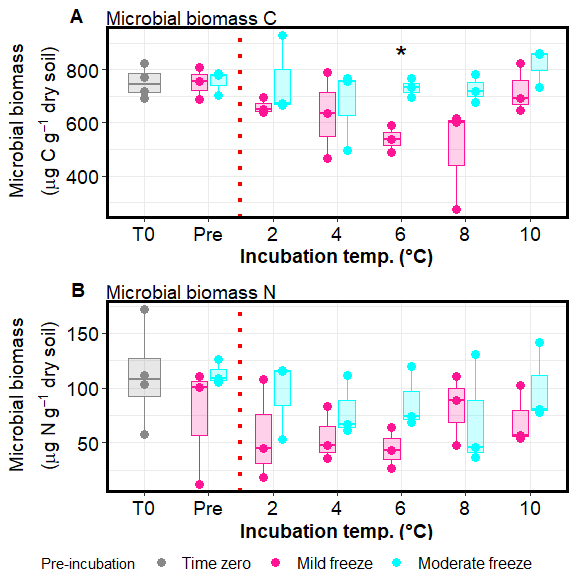 A Microbial biomass C
Microbial biomass
(µg C g⁻¹ dry soil)
800
600
400
*
T0 Pre 2 4 6 8 10
Incubation temp. (°C)
B Microbial biomass N
Microbial biomass
(µg N g⁻¹ dry soil)
150
100
50
T0 Pre 2 4 6 8 10
Incubation temp. (°C)
Pre-incubation Time zero Mild freeze Moderate freeze